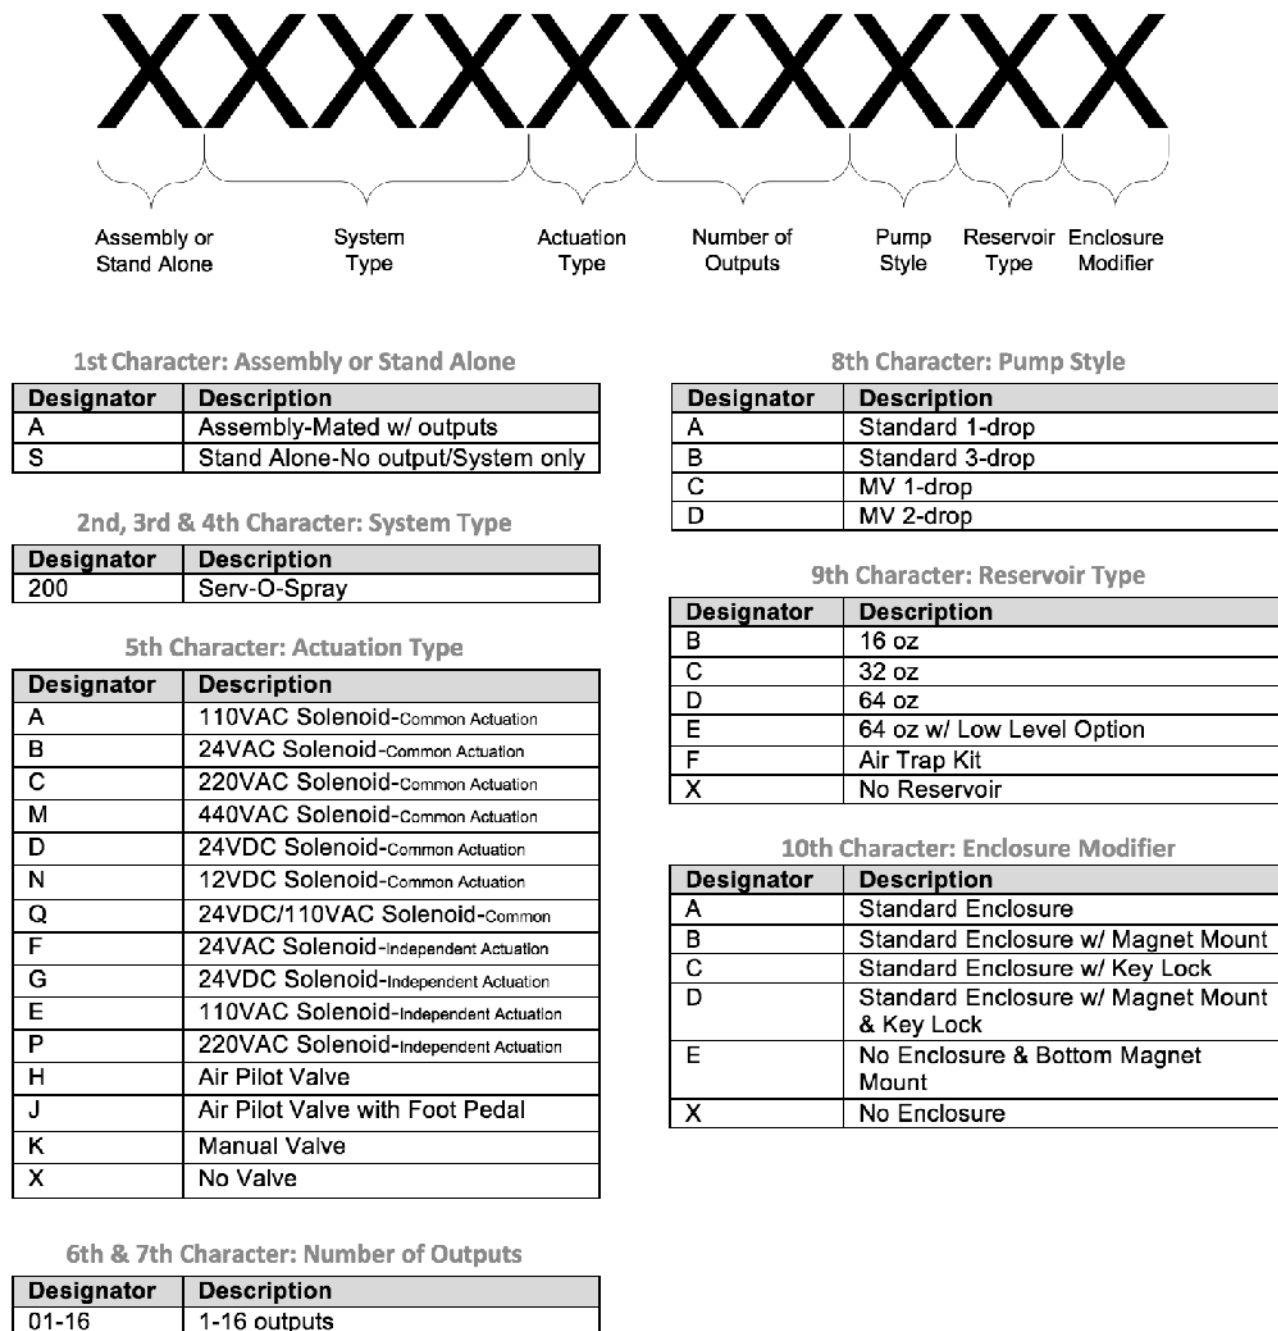 XXXXXXXXXX
Assembly or Stand Alone
System Type
Actuation Type
Number of Outputs
Pump Style
Reservoir Type
Enclosure Modifier
1st Character: Assembly or Stand Alone
Designator Description
A Assembly-Mated w/ outputs
S Stand Alone-No output/System only
2nd, 3rd & 4th Character: System Type
Designator Description
200 Serv-O-Spray
5th Character: Actuation Type
Designator Description
A 110VAC Solenoid-Common Actuation
B 24VAC Solenoid-Common Actuation
C 220VAC Solenoid-Common Actuation
M 440VAC Solenoid-Common Actuation
D 24VDC Solenoid-Common Actuation
N 12VDC Solenoid-Common Actuation
Q 24VDC/110VAC Solenoid-Common
F 24VAC Solenoid-Independent Actuation
G 24VDC Solenoid-Independent Actuation
E 110VAC Solenoid-Independent Actuation
P 220VAC Solenoid-Independent Actuation
H Air Pilot Valve
J Air Pilot Valve with Foot Pedal
K Manual Valve
X No Valve
6th & 7th Character: Number of Outputs
Designator Description
01-16 1-16 outputs
8th Character: Pump Style
Designator Description
A Standard 1-drop
B Standard 3-drop
C MV 1-drop
D MV 2-drop
9th Character: Reservoir Type
Designator Description
B 16 oz
C 32 oz
D 64 oz
E 64 oz w/ Low Level Option
F Air Trap Kit
X No Reservoir
10th Character: Enclosure Modifier
Designator Description
A Standard Enclosure
B Standard Enclosure w/ Magnet Mount
C Standard Enclosure w/ Key Lock
D Standard Enclosure w/ Magnet Mount
& Key Lock
E No Enclosure & Bottom Magnet
Mount
X No Enclosure